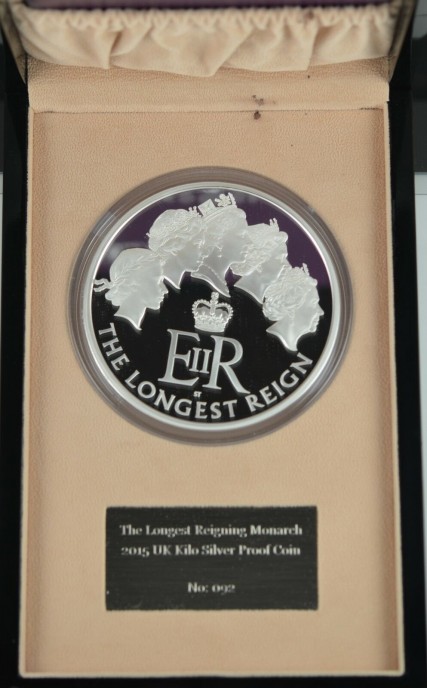 EIIR
THE LONGEST REIGN
The Longest Reigning Monarch
2015 UK Kilo Silver Proof Coin
No: 092